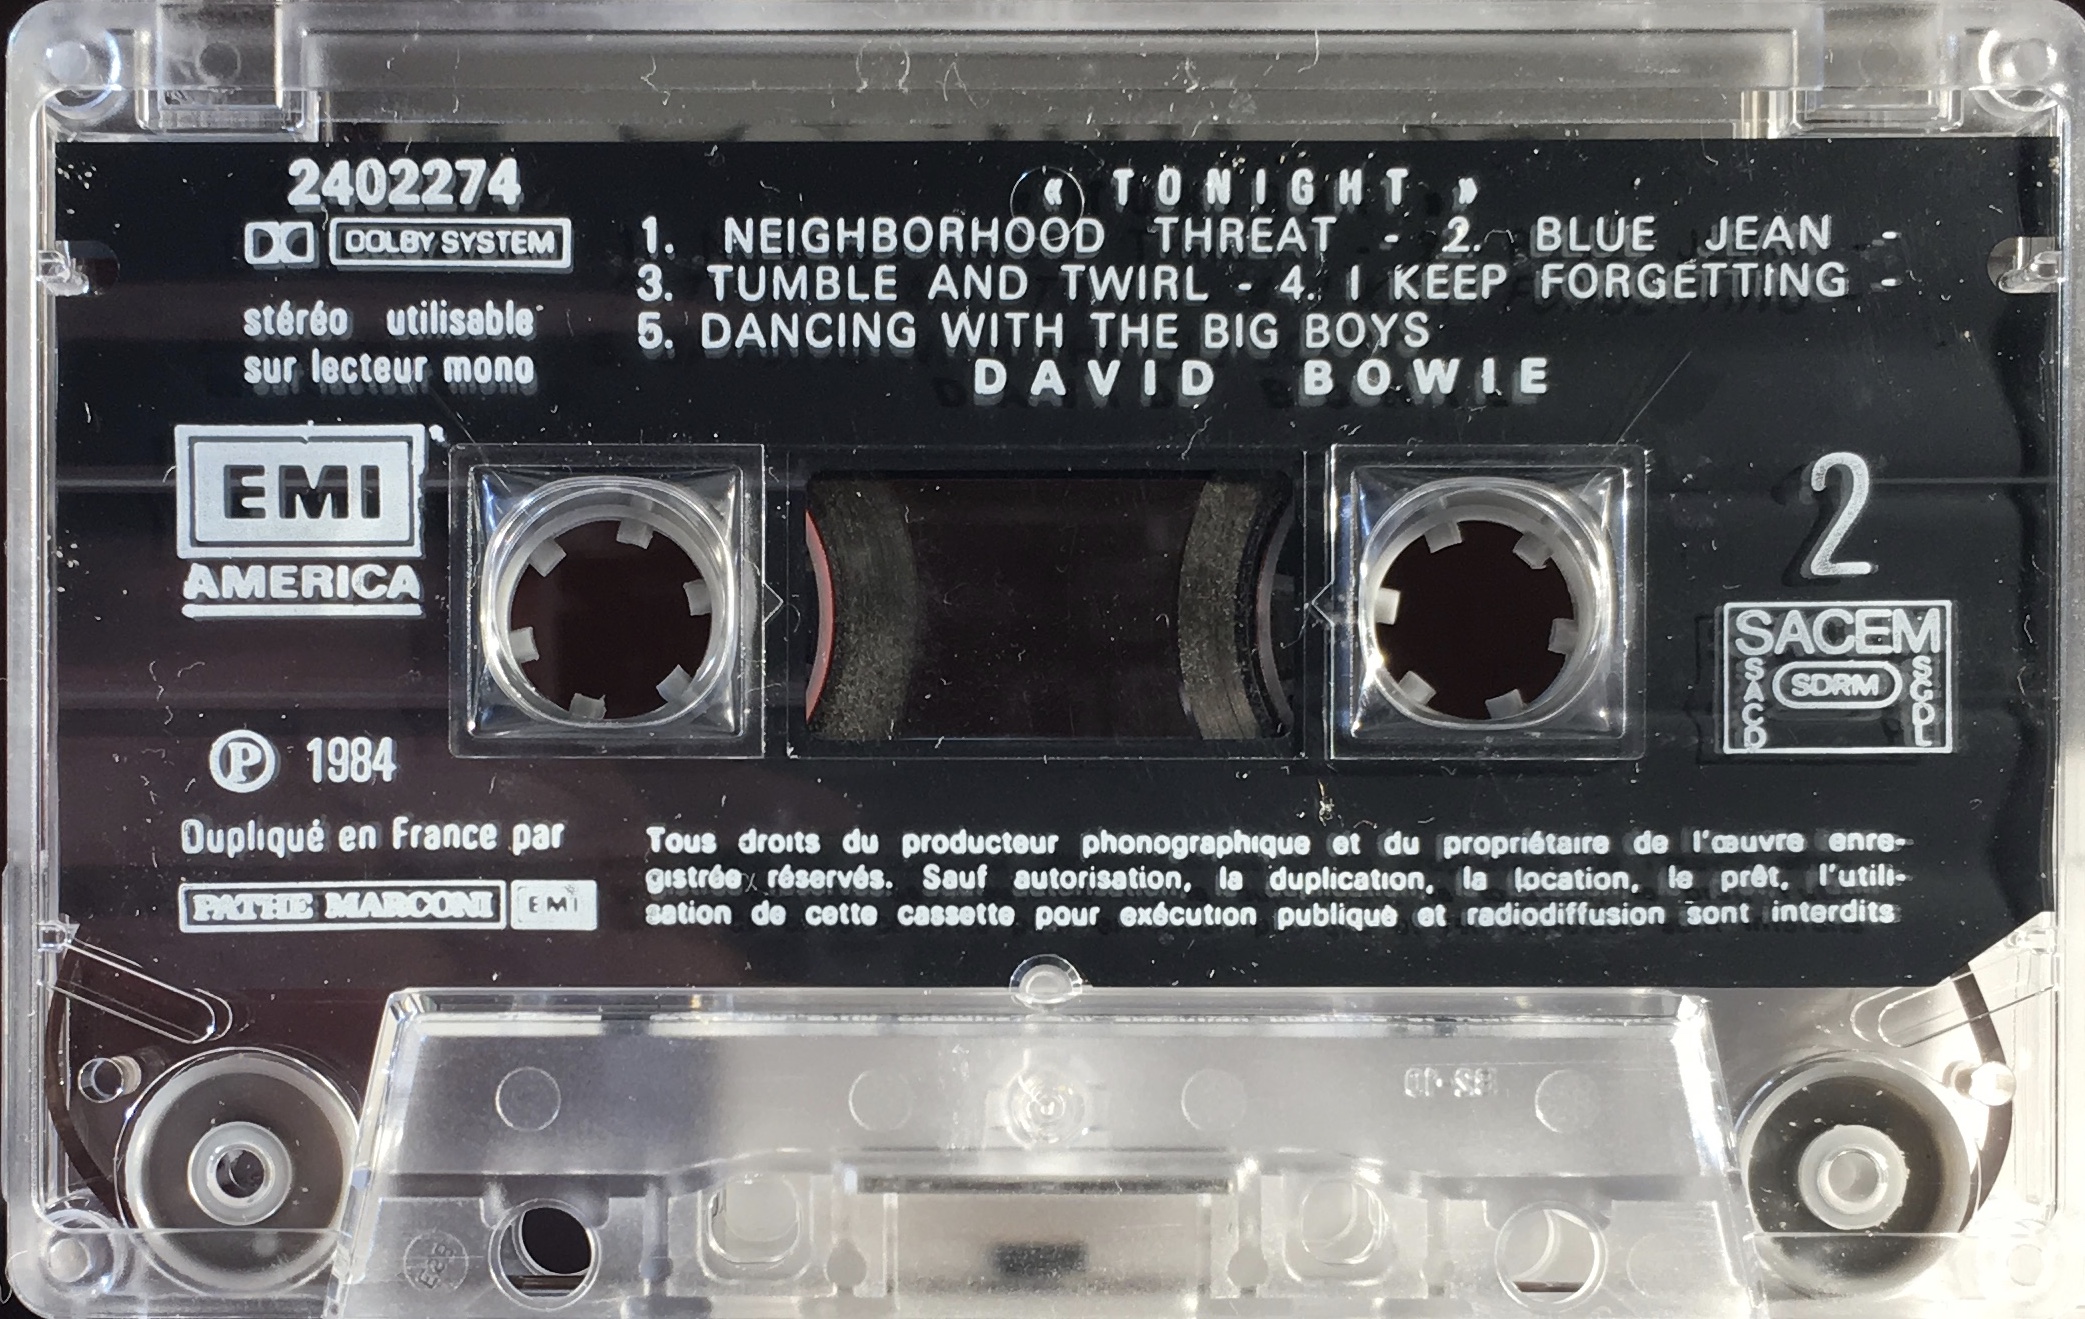 2402274
DOLBY SYSTEM
stéréo utilisable
sur lecteur mono
« TONIGHT »
1. NEIGHBORHOOD THREAT - 2. BLUE JEAN -
3. TUMBLE AND TWIRL - 4. I KEEP FORGETTING -
5. DANCING WITH THE BIG BOYS
DAVID BOWIE
EMI
AMERICA
2
SACEM
SACD
SDRM
SGDL
Ⓟ 1984
Dupliqué en France par
PATHE MARCONI EMI
Tous droits du producteur phonographique et du propriétaire de l'œuvre enre-
gistrée réservés. Sauf autorisation, la duplication, la location, le prêt, l'utili-
sation de cette cassette pour exécution publique et radiodiffusion sont interdits